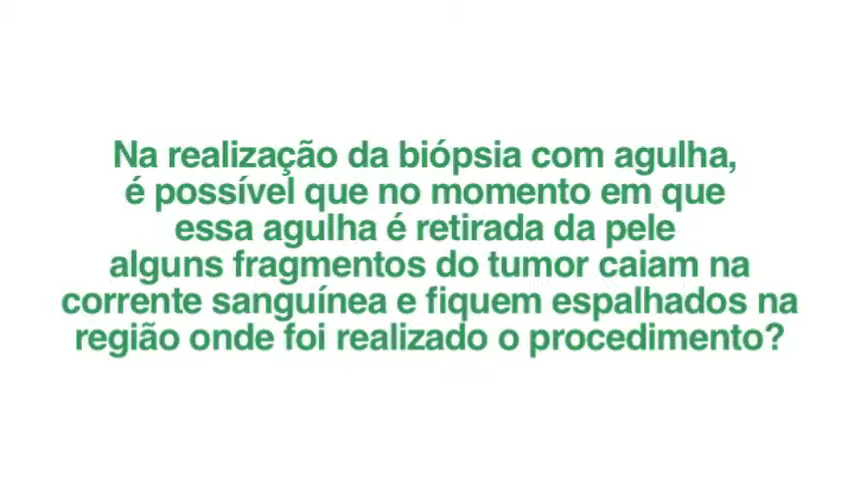 Na realização da biópsia com agulha,
é possível que no momento em que
essa agulha é retirada da pele
alguns fragmentos do tumor caiam na
corrente sanguínea e fiquem espalhados na
região onde foi realizado o procedimento?